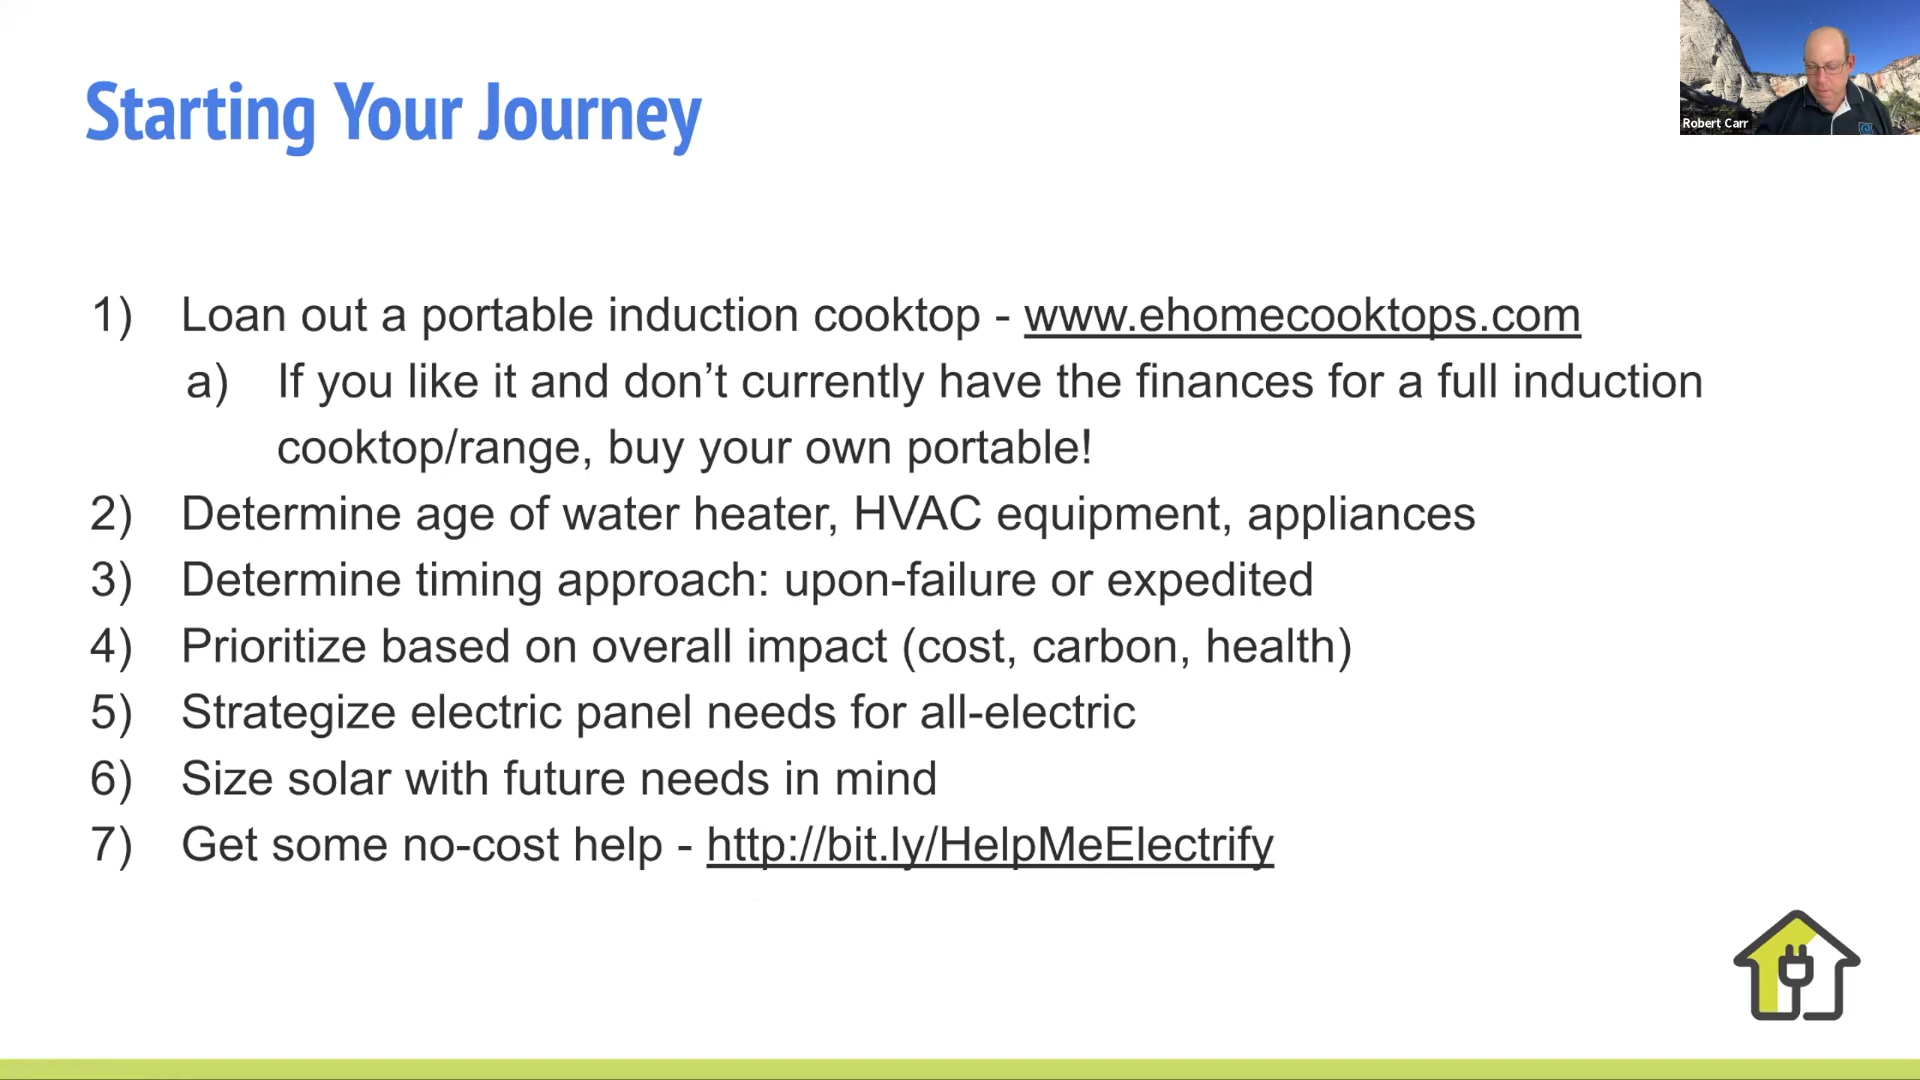 Starting Your Journey
Robert Carr
1) Loan out a portable induction cooktop - www.ehomecooktops.com
a) If you like it and don’t currently have the finances for a full induction
cooktop/range, buy your own portable!
2) Determine age of water heater, HVAC equipment, appliances
3) Determine timing approach: upon-failure or expedited
4) Prioritize based on overall impact (cost, carbon, health)
5) Strategize electric panel needs for all-electric
6) Size solar with future needs in mind
7) Get some no-cost help - http://bit.ly/HelpMeElectrify